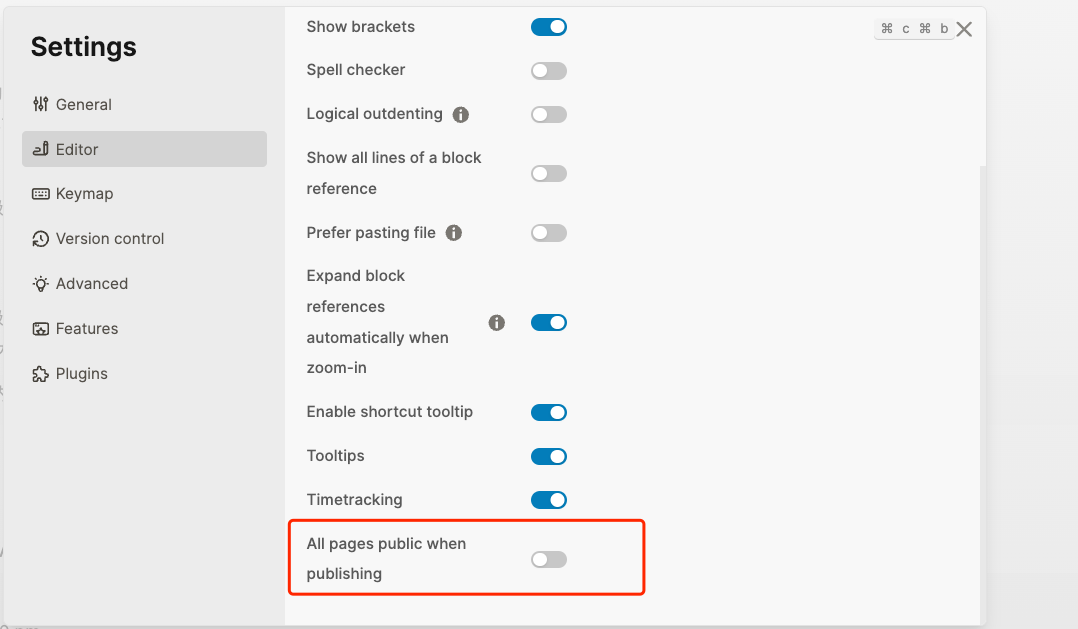 Settings
General
Editor
Keymap
Version control
Advanced
Features
Plugins
⌘ c ⌘ b
Show brackets
Spell checker
Logical outdenting
Show all lines of a block
reference
Prefer pasting file
Expand block
references
automatically when
zoom-in
Enable shortcut tooltip
Tooltips
Timetracking
All pages public when
publishing